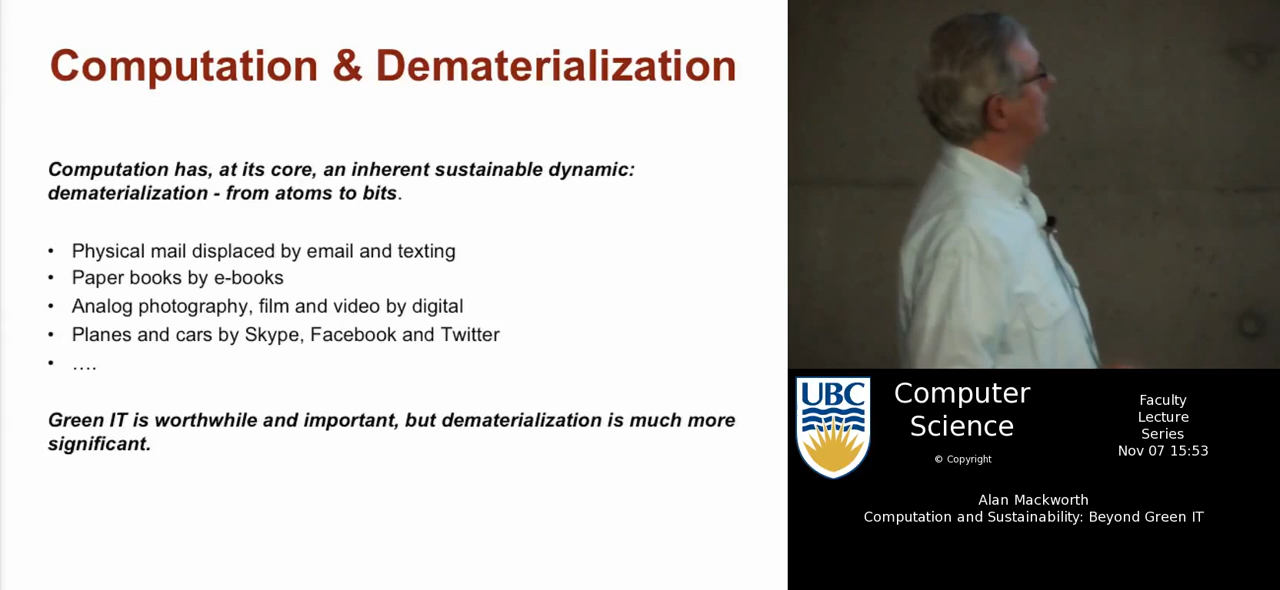 Computation & Dematerialization
Computation has, at its core, an inherent sustainable dynamic:
dematerialization - from atoms to bits.
• Physical mail displaced by email and texting
• Paper books by e-books
• Analog photography, film and video by digital
• Planes and cars by Skype, Facebook and Twitter
• ….
Green IT is worthwhile and important, but dematerialization is much more
significant.
UBC
Computer
Science
© Copyright
Faculty
Lecture
Series
Nov 07 15:53
Alan Mackworth
Computation and Sustainability: Beyond Green IT